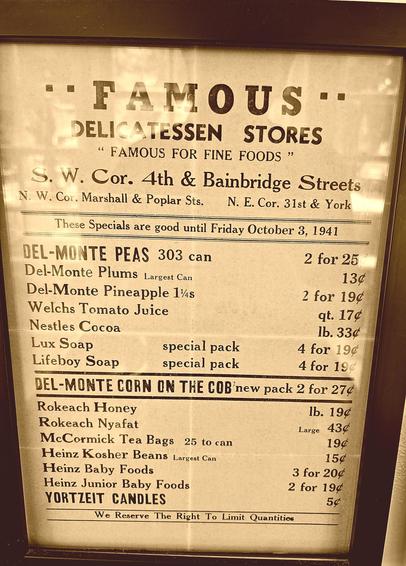 FAMOUS
DELICATESSEN STORES
" FAMOUS FOR FINE FOODS "
S. W. Cor. 4th & Bainbridge Streets
N. W. Cor. Marshall & Poplar Sts. N. E. Cor. 31st & York
These Specials are good until Friday October 3, 1941
DEL-MONTE PEAS 303 can 2 for 25
Del-Monte Plums Largest Can 13¢
Del-Monte Pineapple 1¼s 2 for 19¢
Welchs Tomato Juice qt. 17¢
Nestles Cocoa lb. 33¢
Lux Soap special pack 4 for 19¢
Lifeboy Soap special pack 4 for 19¢
DEL-MONTE CORN ON THE COB new pack 2 for 27¢
Rokeach Honey lb. 19¢
Rokeach Nyafat Large 43¢
McCormick Tea Bags 25 to can 19¢
Heinz Kosher Beans Largest Can 15¢
Heinz Baby Foods 3 for 20¢
Heinz Junior Baby Foods 2 for 19¢
YORTZEIT CANDLES 5¢
We Reserve The Right To Limit Quantities